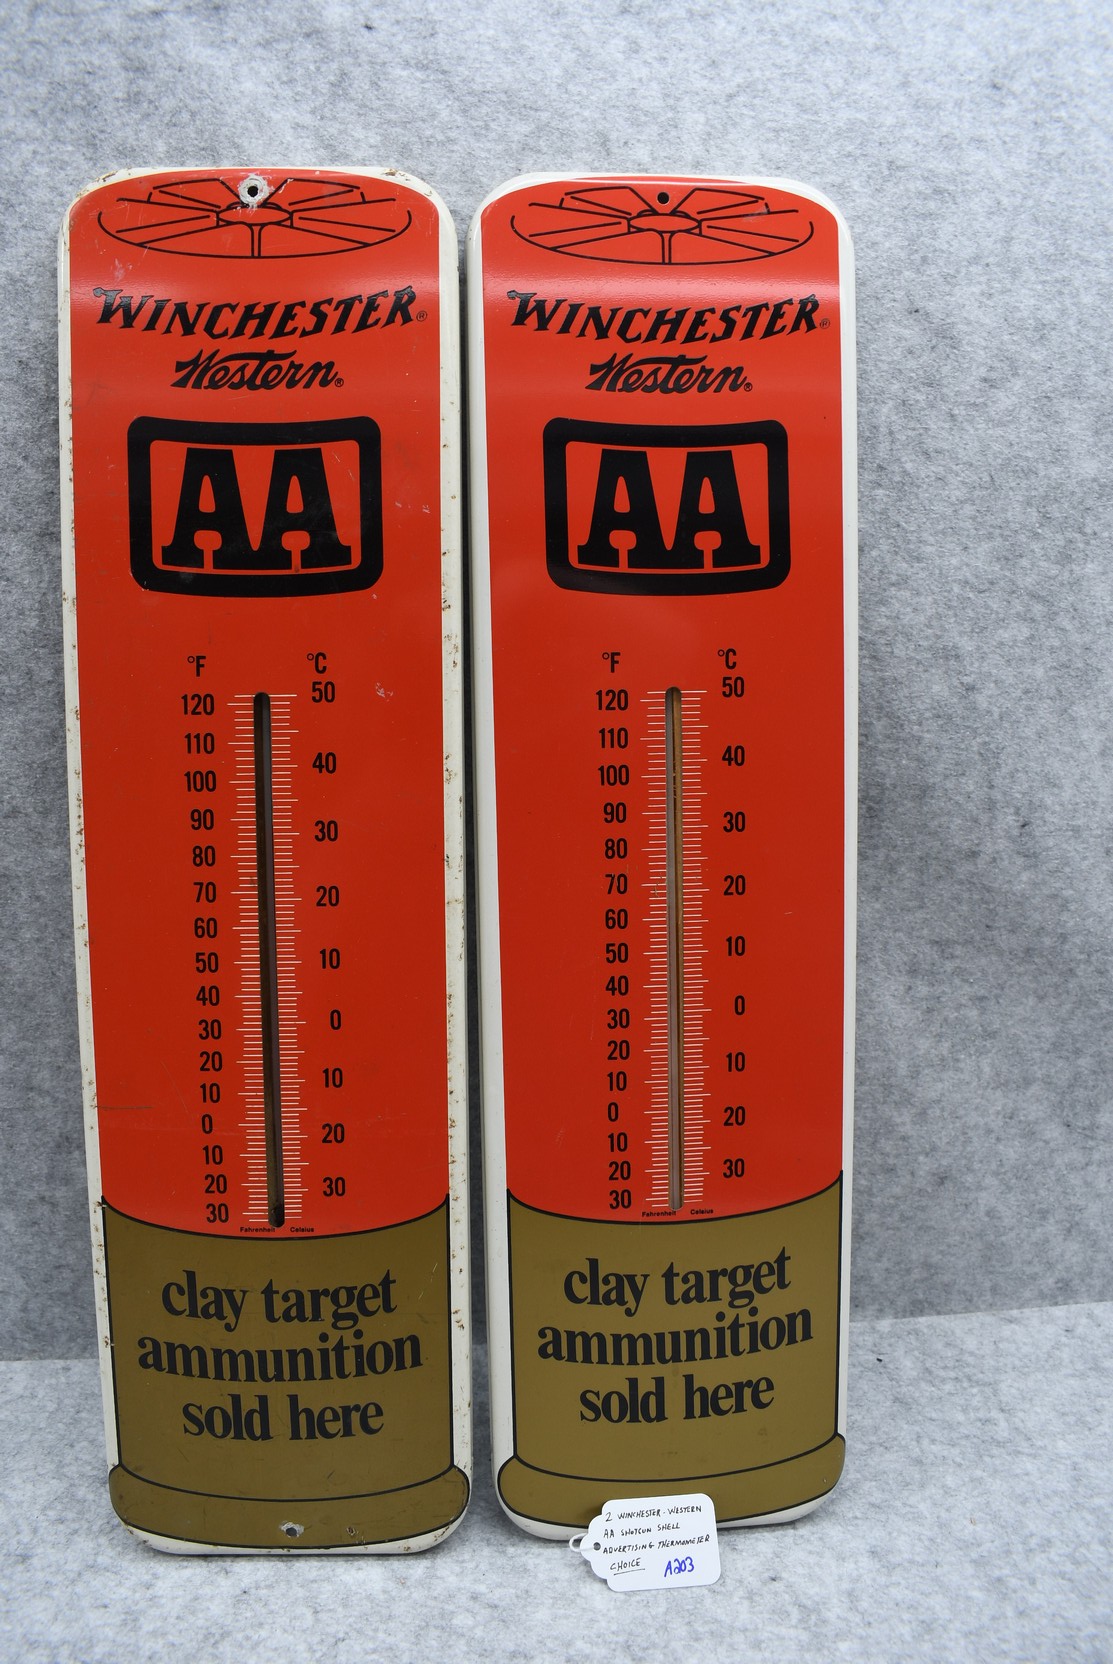 WINCHESTER®
Western®
AA
°F °C
120 50
110
100 40
90
80 30
70 20
60
50 10
40
30 0
20
10 10
0
10 20
20
30 30
Fahrenheit Celsius
clay target
ammunition
sold here
WINCHESTER®
Western®
AA
°F °C
120 50
110
100 40
90
80 30
70 20
60
50 10
40
30 0
20
10 10
0
10 20
20
30 30
Fahrenheit Celsius
clay target
ammunition
sold here
2 WINCHESTER-WESTERN
AA SHOTGUN SHELL
ADVERTISING THERMOMETER
CHOICE A203